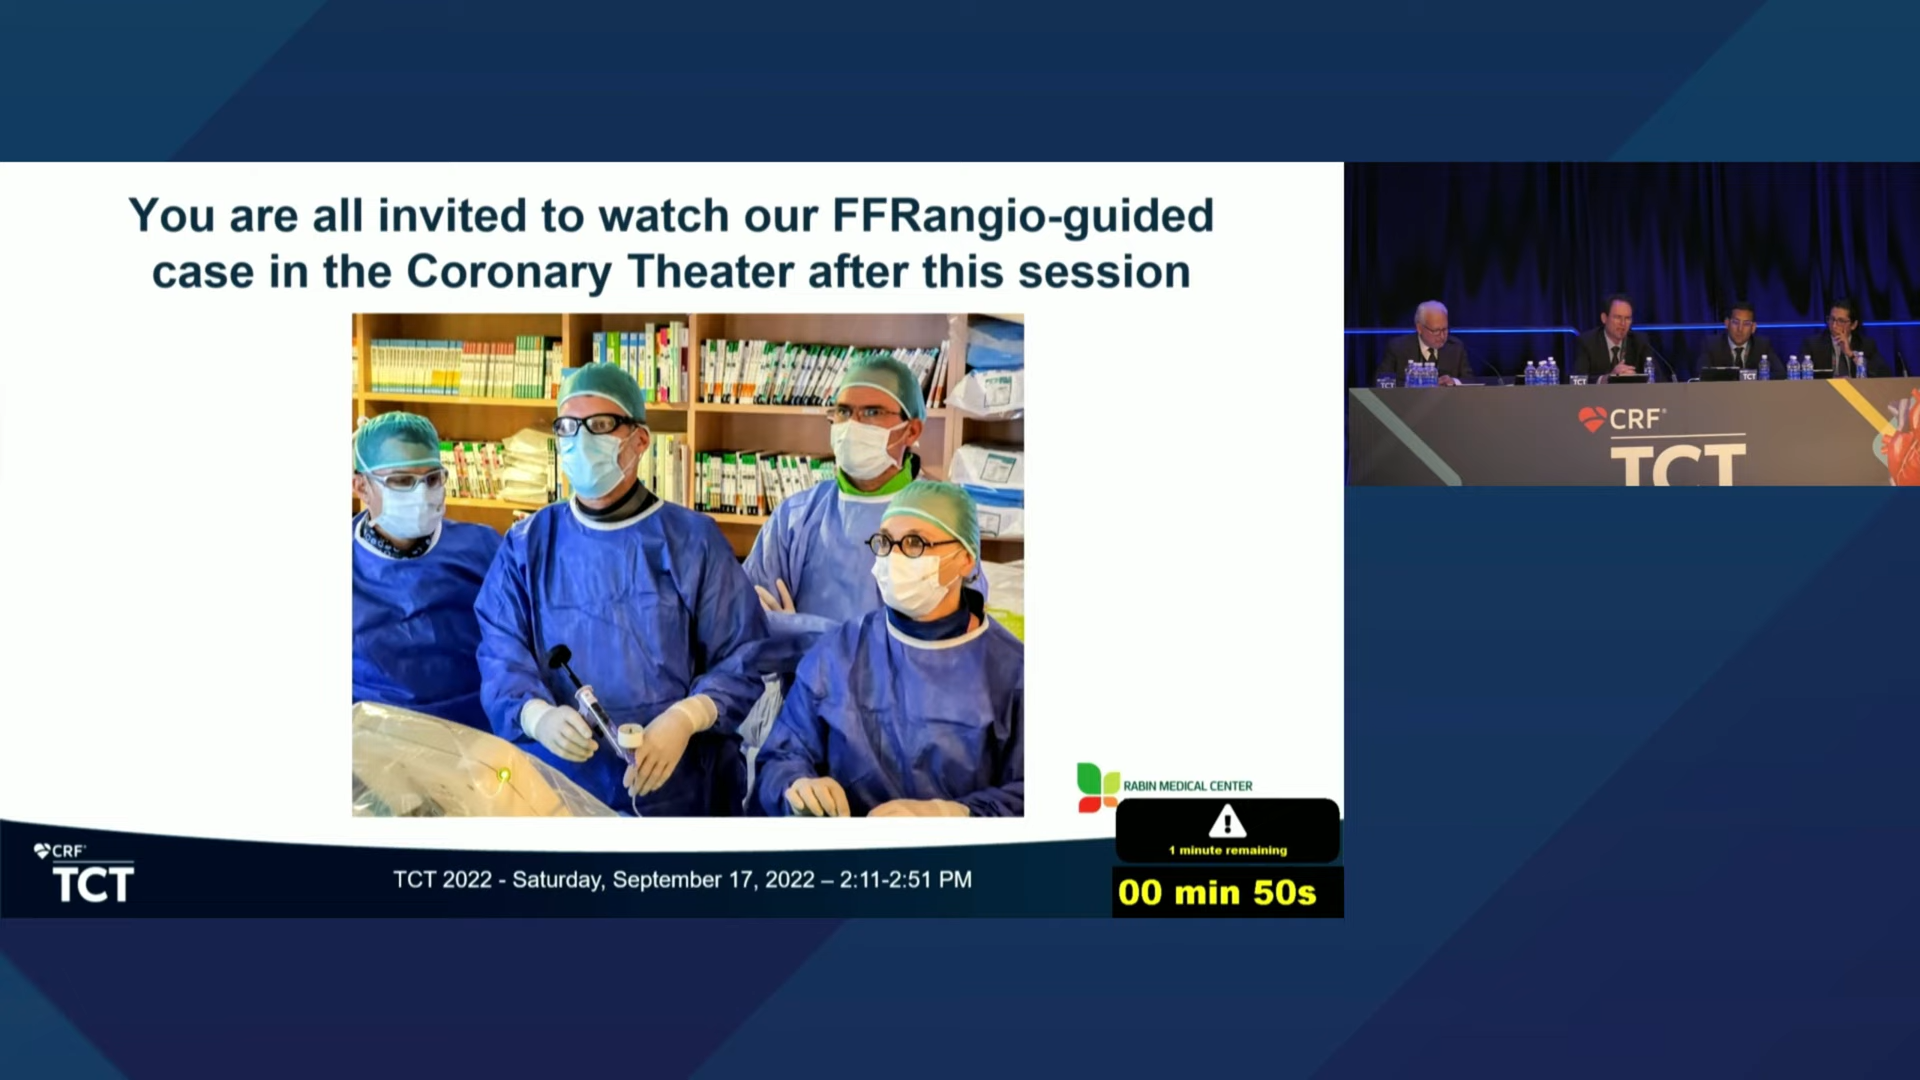 You are all invited to watch our FFRangio-guided
case in the Coronary Theater after this session
CRF
TCT
RABIN MEDICAL CENTER
1 minute remaining
CRF
TCT
TCT 2022 - Saturday, September 17, 2022 – 2:11-2:51 PM
00 min 50s